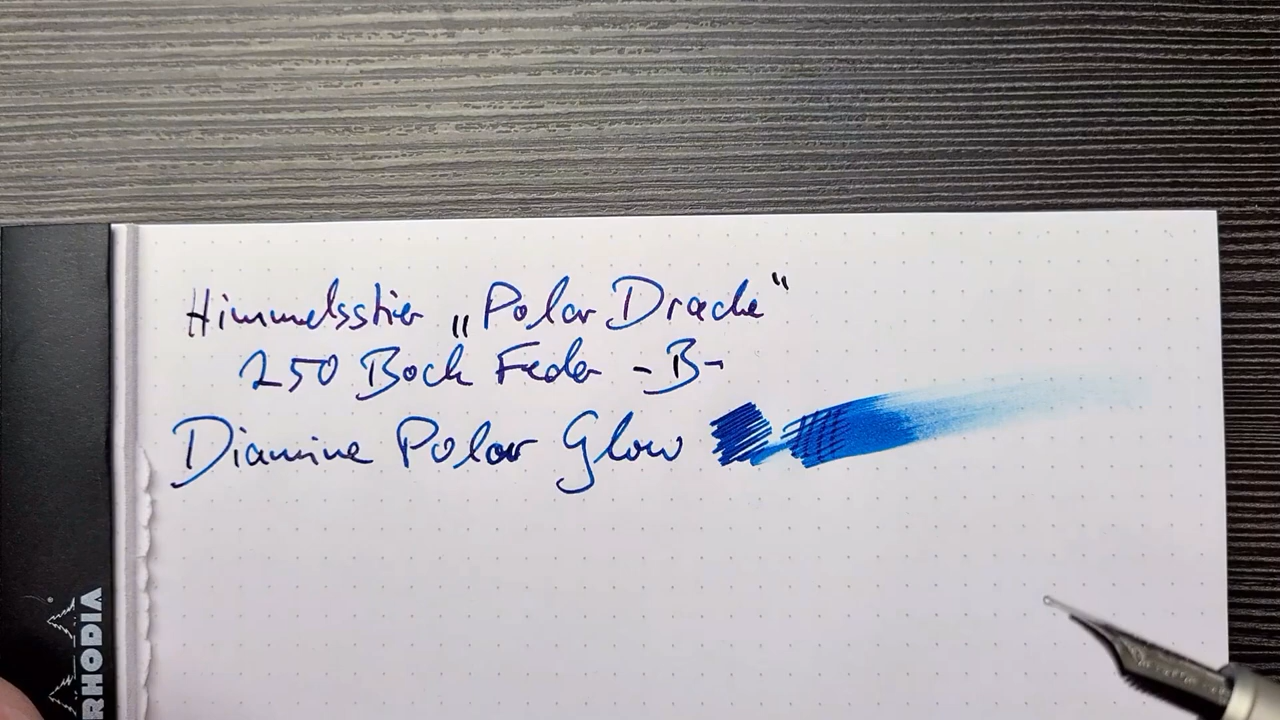 Himmelsstier „Polar Drache“
250 Bock Feder -B-
Diamine Polar Glow
RHODIA